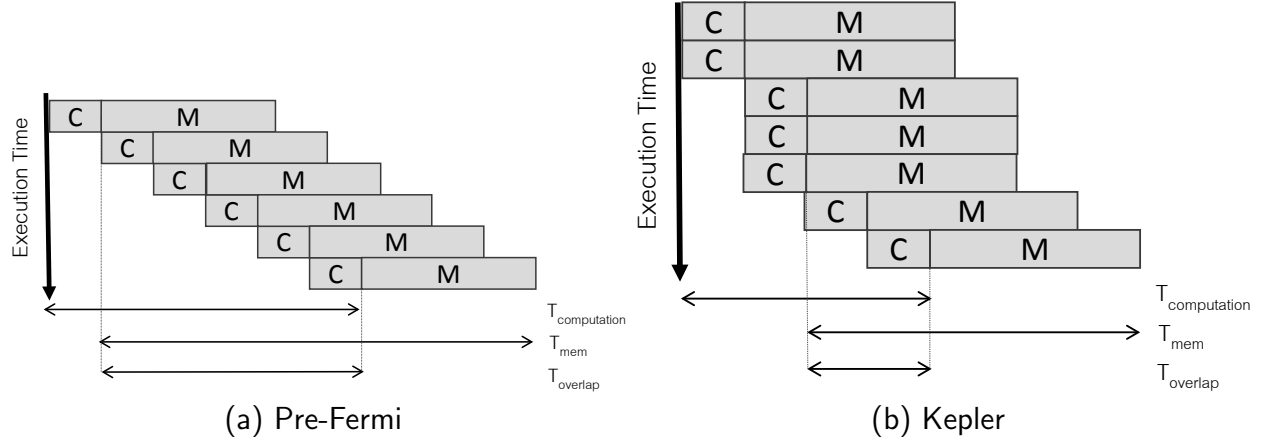 Execution Time
C M
C M
C M
C M
C M
C M
T_computation
T_mem
T_overlap
(a) Pre-Fermi
Execution Time
C M
C M
C M
C M
C M
C M
C M
T_computation
T_mem
T_overlap
(b) Kepler